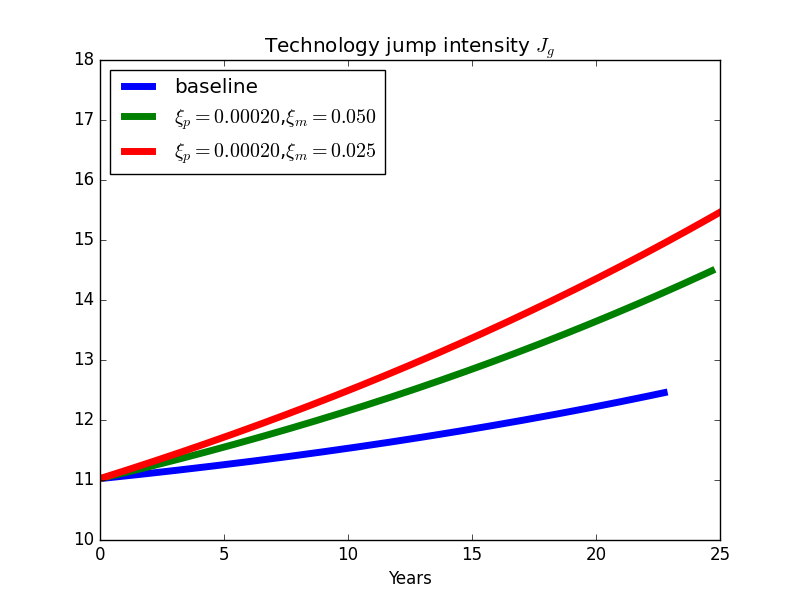 Technology jump intensity J_g
18
17
16
15
14
13
12
11
10
baseline
ξ_p = 0.00020,ξ_m = 0.050
ξ_p = 0.00020,ξ_m = 0.025
0 5 10 15 20 25
Years